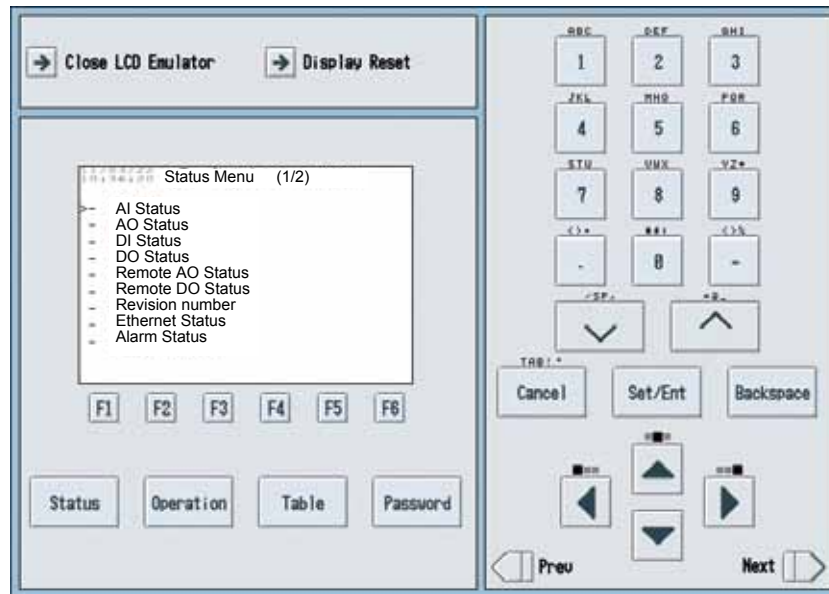 Close LCD Emulator
Display Reset
Status Menu (1/2)
>- AI Status
- AO Status
- DI Status
- DO Status
- Remote AO Status
- Remote DO Status
- Revision number
- Ethernet Status
- Alarm Status
F1 F2 F3 F4 F5 F6
Status Operation Table Password
ABC DEF GHI
1 2 3
JKL MNO PQR
4 5 6
STU VWX
7 8 9
. 0 -
Cancel Set/Ent Backspace
Prev Next